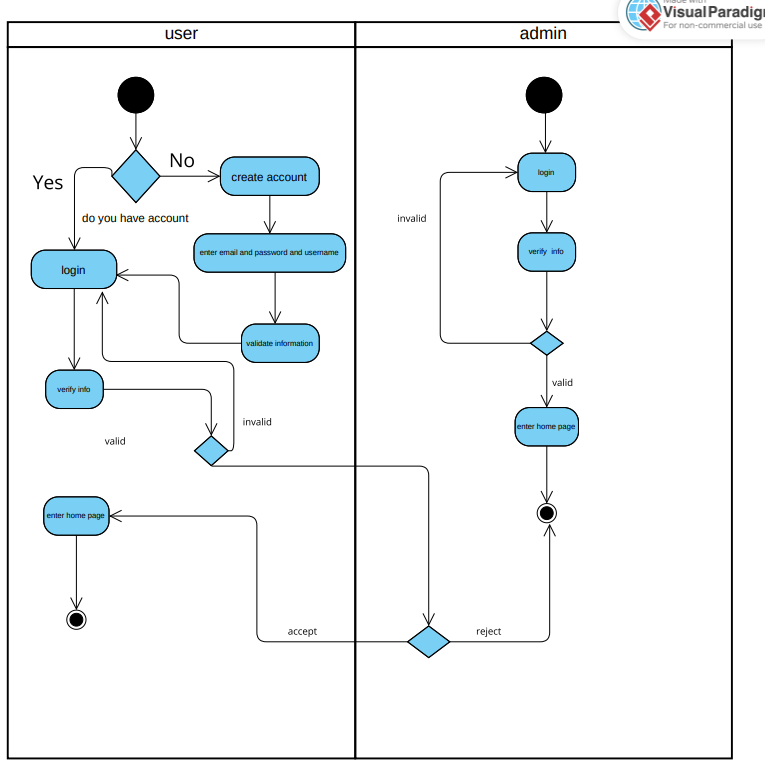 Made with
Visual Paradigm
For non-commercial use
user
admin
No
Yes
create account
do you have account
login
invalid
enter email and password and username
verify  info
login
validate information
valid
verify info
invalid
enter home page
valid
enter home page
accept
reject